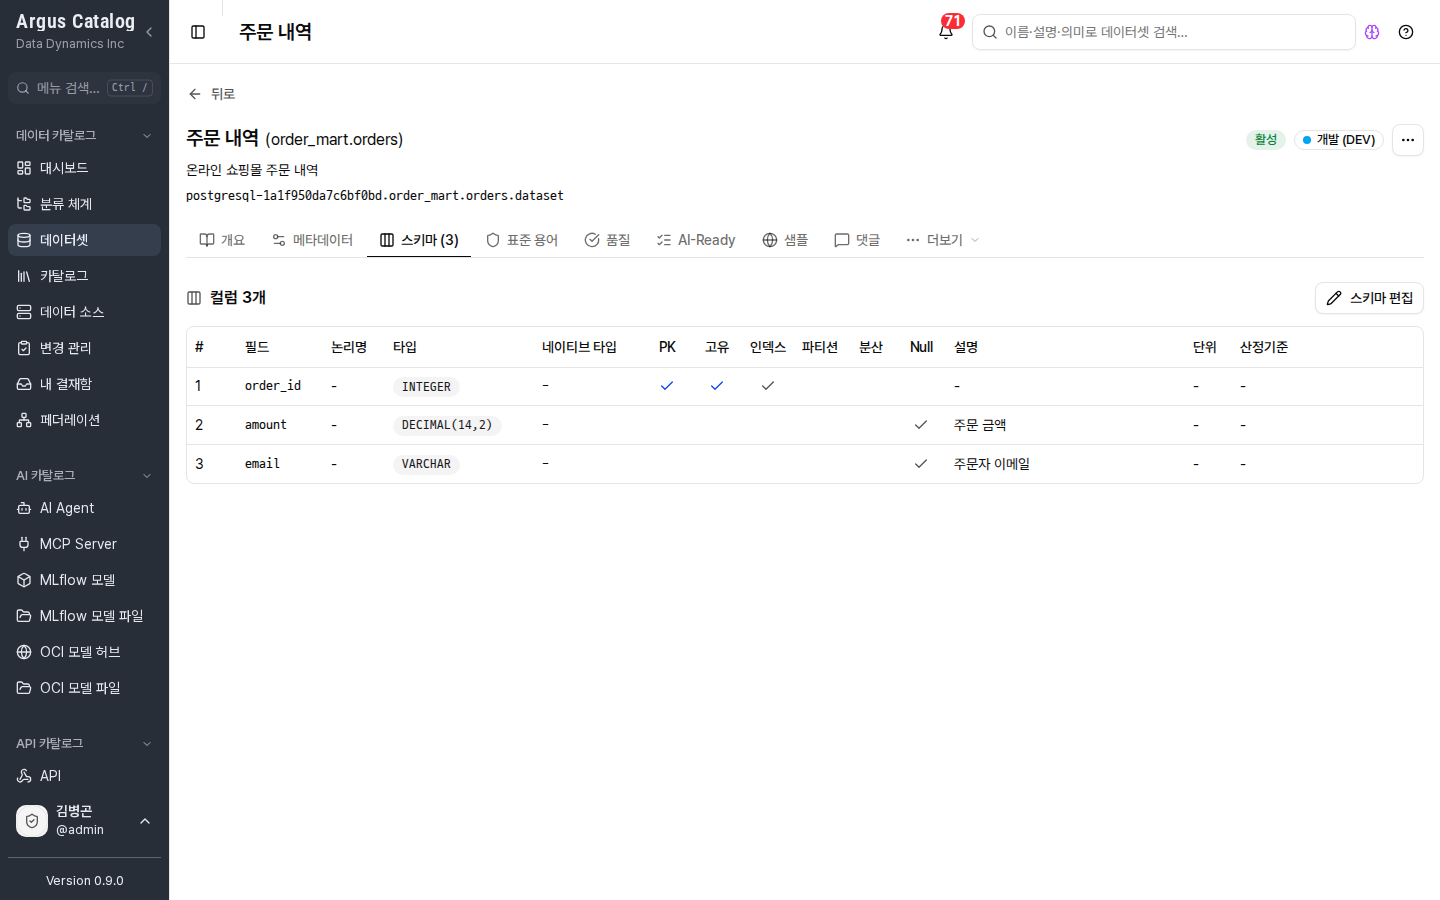 Argus Catalog
Data Dynamics Inc
메뉴 검색... Ctrl /
데이터 카탈로그
대시보드
분류 체계
데이터셋
카탈로그
데이터 소스
변경 관리
내 결재함
페더레이션
AI 카탈로그
AI Agent
MCP Server
MLflow 모델
MLflow 모델 파일
OCI 모델 허브
OCI 모델 파일
API 카탈로그
API
김병곤
@admin
Version 0.9.0
주문 내역
71
이름·설명·의미로 데이터셋 검색...
뒤로
주문 내역 (order_mart.orders)
활성
개발 (DEV)
온라인 쇼핑몰 주문 내역
postgresql-1a1f950da7c6bf0bd.order_mart.orders.dataset
개요 메타데이터 스키마 (3) 표준 용어 품질 AI-Ready 샘플 댓글 더보기
컬럼 3개
스키마 편집
# 필드 논리명 타입 네이티브 타입 PK 고유 인덱스 파티션 분산 Null 설명 단위 산정기준
1 order_id - INTEGER - - - -
2 amount - DECIMAL(14,2) - 주문 금액 - -
3 email - VARCHAR - 주문자 이메일 - -